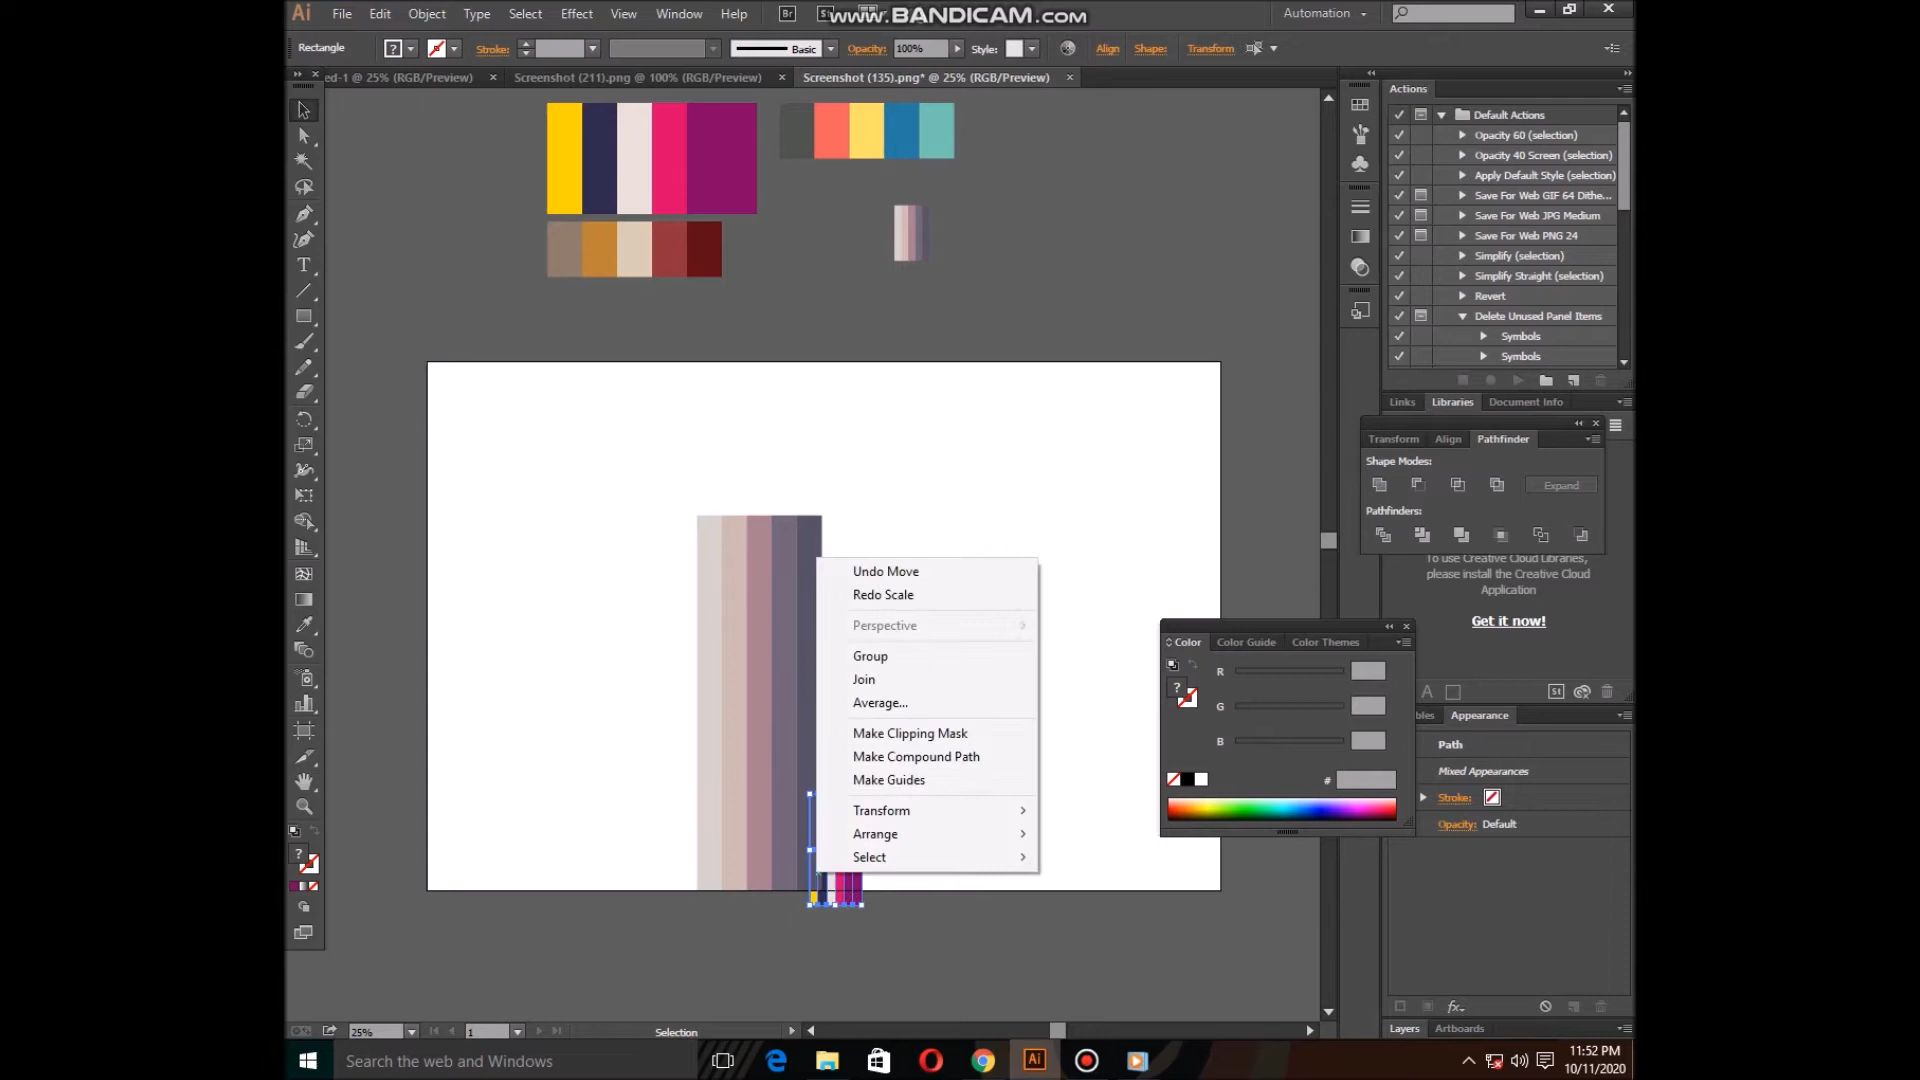 Ai File Edit Object Type Select Effect View Window Help Br St www.BANDICAM.com Automation
Rectangle ? Stroke: Basic Opacity: 100% Style: Align Shape: Transform
ed-1 @ 25% (RGB/Preview) × Screenshot (211).png @ 100% (RGB/Preview) × Screenshot (135).png* @ 25% (RGB/Preview) ×
Actions
Default Actions
Opacity 60 (selection)
Opacity 40 Screen (selection)
Apply Default Style (selection)
Save For Web GIF 64 Dithe...
Save For Web JPG Medium
Save For Web PNG 24
Simplify (selection)
Simplify Straight (selection)
Revert
Delete Unused Panel Items
Symbols
Symbols
Links Libraries Document Info
Transform Align Pathfinder
Shape Modes:
Expand
Pathfinders:
To use Creative Cloud Libraries,
please install the Creative Cloud
Application
Get it now!
Undo Move
Redo Scale
Perspective
Group
Join
Average...
Make Clipping Mask
Make Compound Path
Make Guides
Transform
Arrange
Select
Color Color Guide Color Themes
R
G
B
#
?
St
bles Appearance
Path
Mixed Appearances
Stroke:
Opacity: Default
fx
Layers Artboards
25% 1 Selection
Search the web and Windows
Ai
11:52 PM
10/11/2020